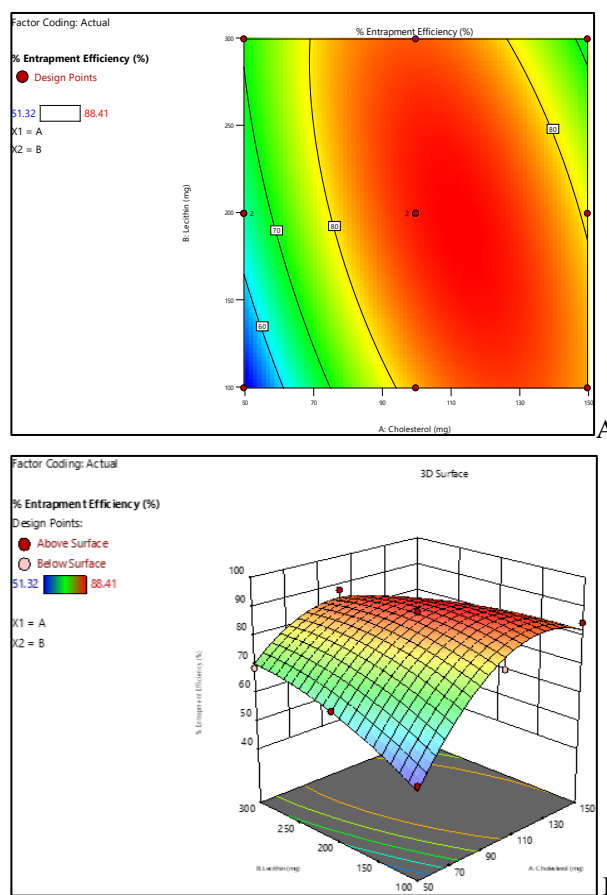 Factor Coding: Actual
% Entrapment Efficiency (%)
% Entrapment Efficiency (%)
Design Points
51.32 88.41
X1 = A
X2 = B
B: Lecithin (mg)
300
250
200
150
100
80
80
70
60
2
2
50 70 90 110 130 150
A: Cholesterol (mg)
A
Factor Coding: Actual
3D Surface
% Entrapment Efficiency (%)
Design Points:
Above Surface
Below Surface
51.32 88.41
X1 = A
X2 = B
% Entrapment Efficiency (%)
100
90
80
70
60
50
40
300
250
200
150
100
50
70
90
110
130
150
B: Lecithin (mg)
A: Cholesterol (mg)